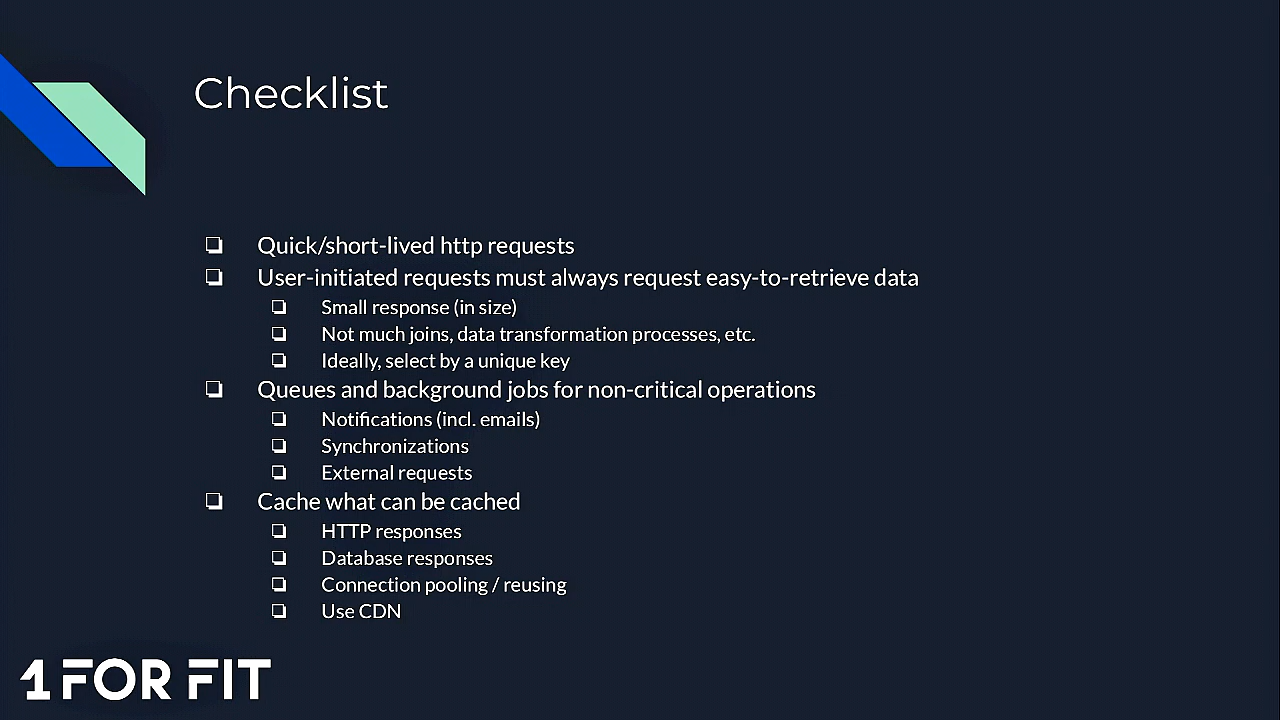 Checklist
❏ Quick/short-lived http requests
❏ User-initiated requests must always request easy-to-retrieve data
❏ Small response (in size)
❏ Not much joins, data transformation processes, etc.
❏ Ideally, select by a unique key
❏ Queues and background jobs for non-critical operations
❏ Notifications (incl. emails)
❏ Synchronizations
❏ External requests
❏ Cache what can be cached
❏ HTTP responses
❏ Database responses
❏ Connection pooling / reusing
❏ Use CDN
1 FOR FIT